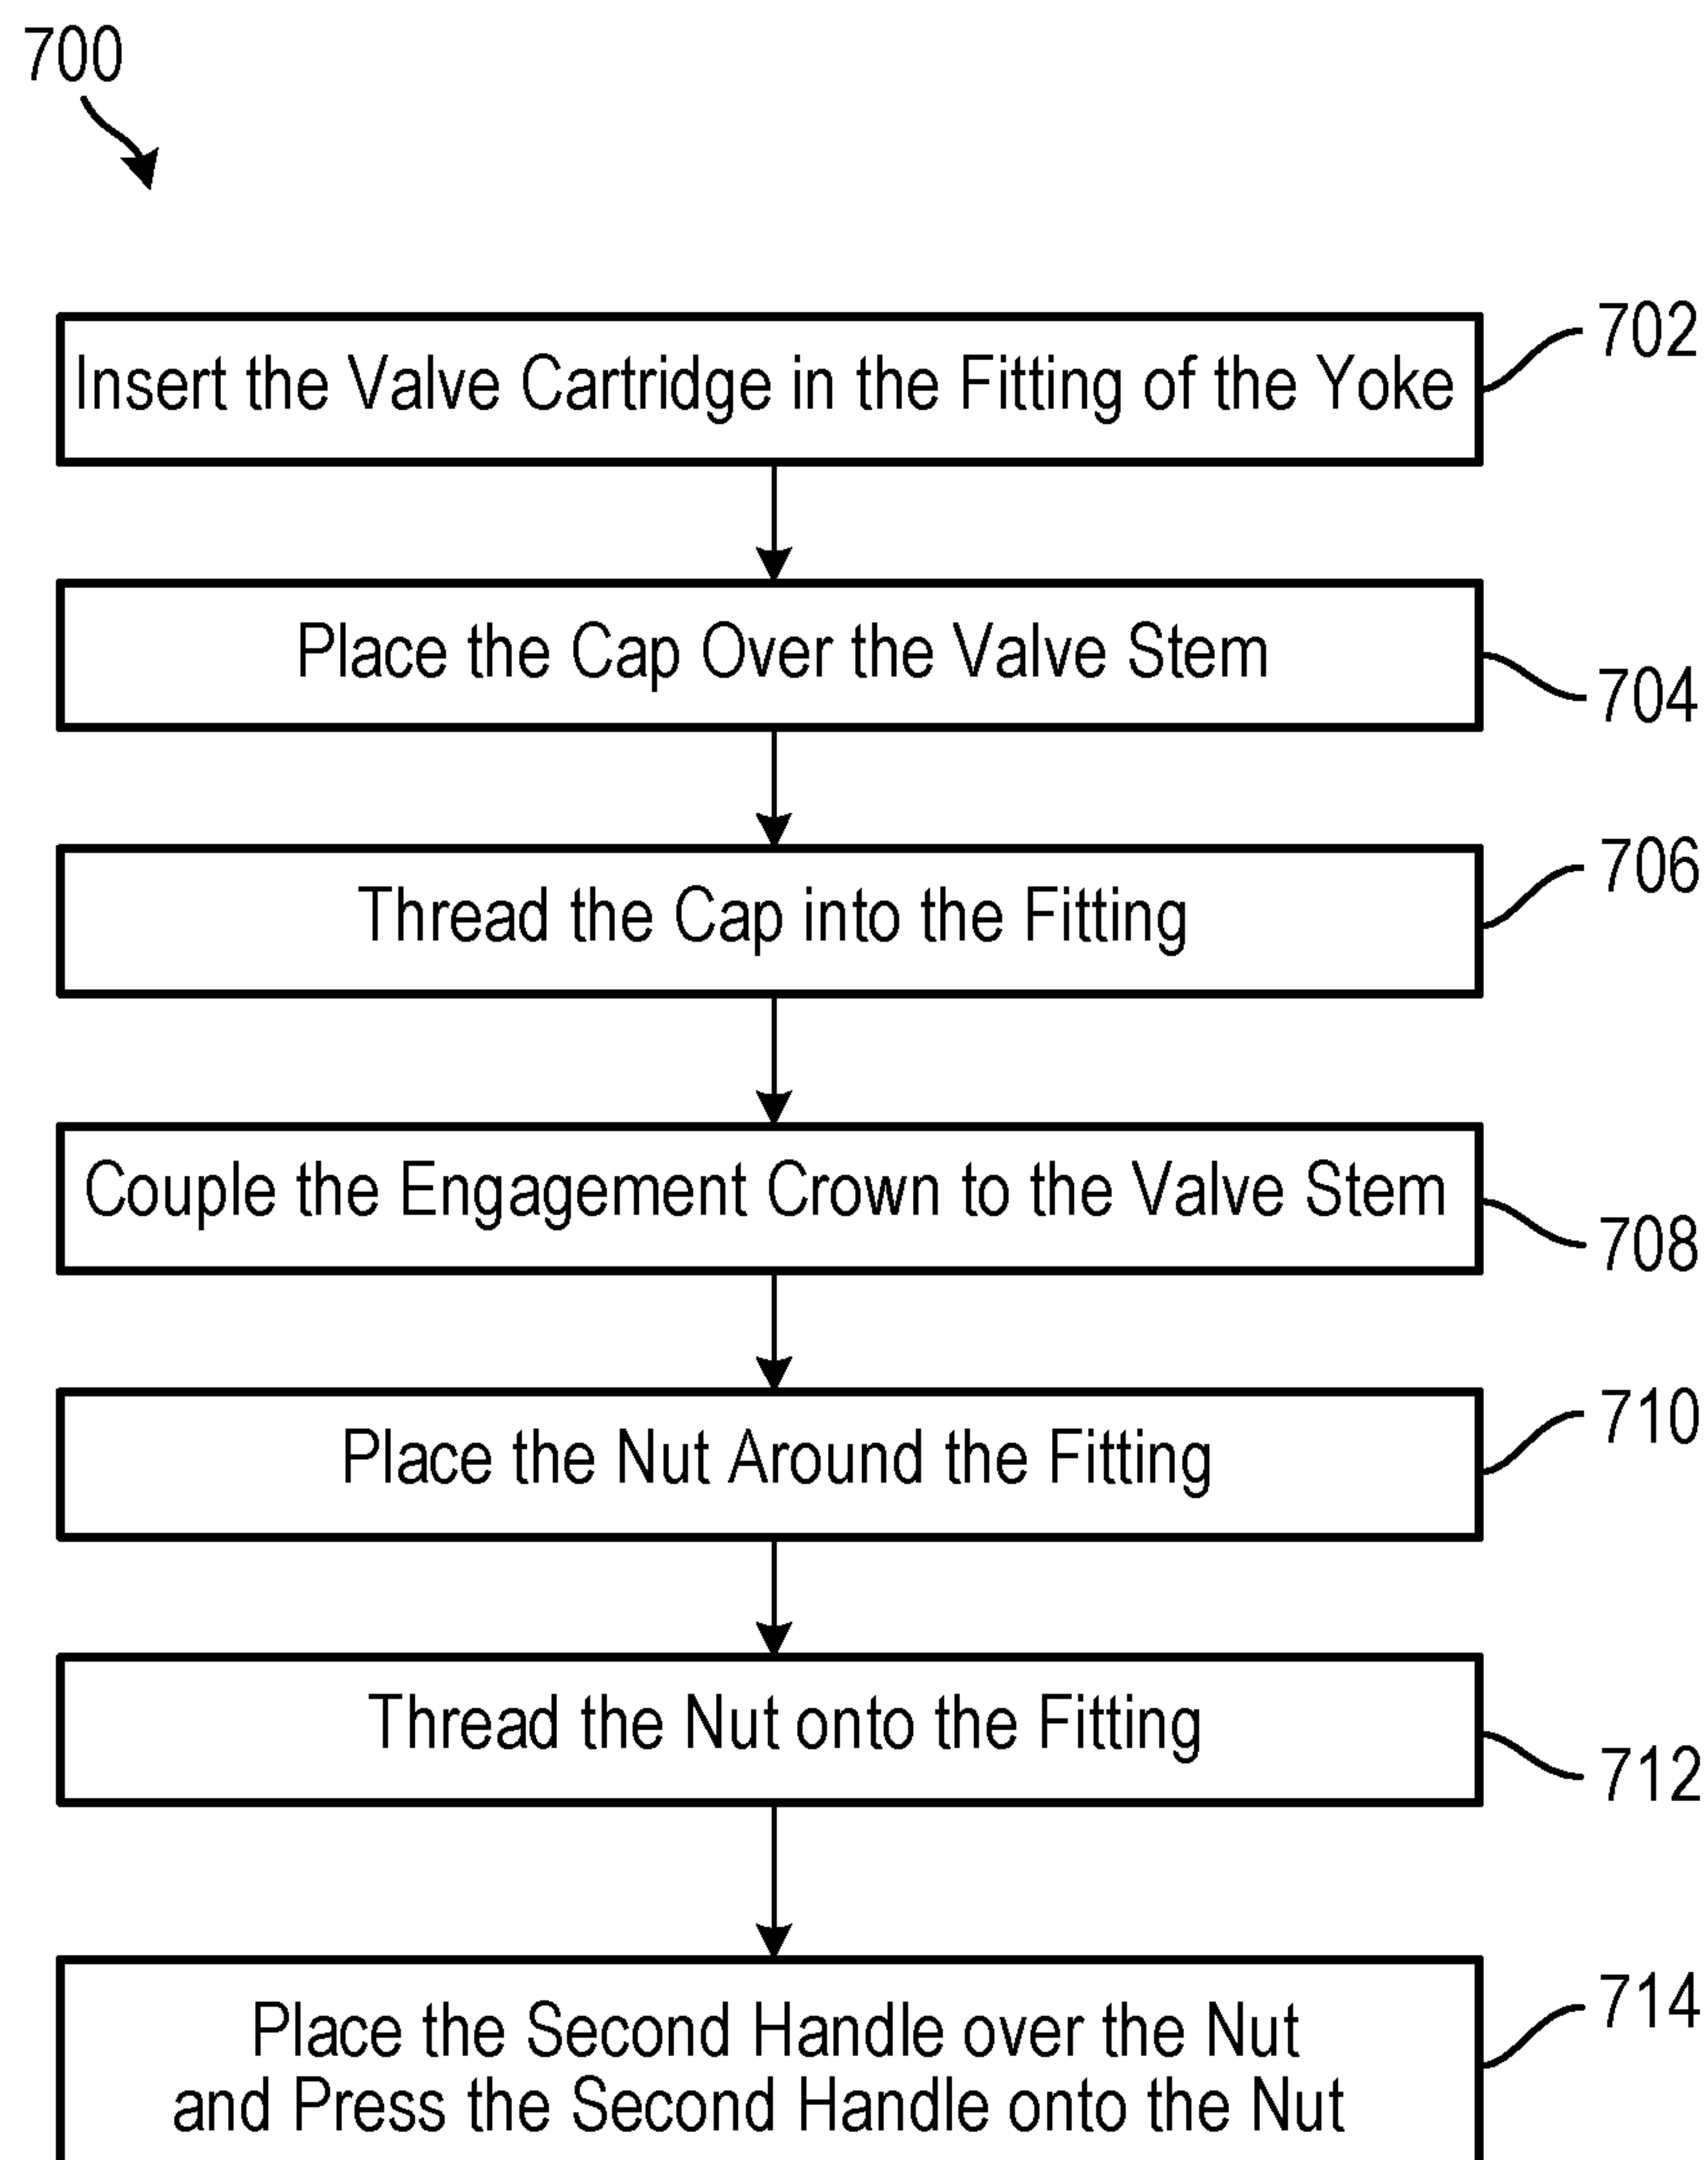 700
Insert the Valve Cartridge in the Fitting of the Yoke
702
Place the Cap Over the Valve Stem
704
Thread the Cap into the Fitting
706
Couple the Engagement Crown to the Valve Stem
708
Place the Nut Around the Fitting
710
Thread the Nut onto the Fitting
712
Place the Second Handle over the Nut
and Press the Second Handle onto the Nut
714